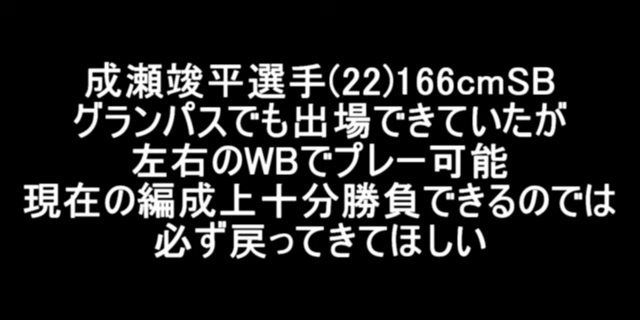 成瀬竣平選手(22)166cmSB
グランパスでも出場できていたが
左右のWBでプレー可能
現在の編成上十分勝負できるのでは
必ず戻ってきてほしい